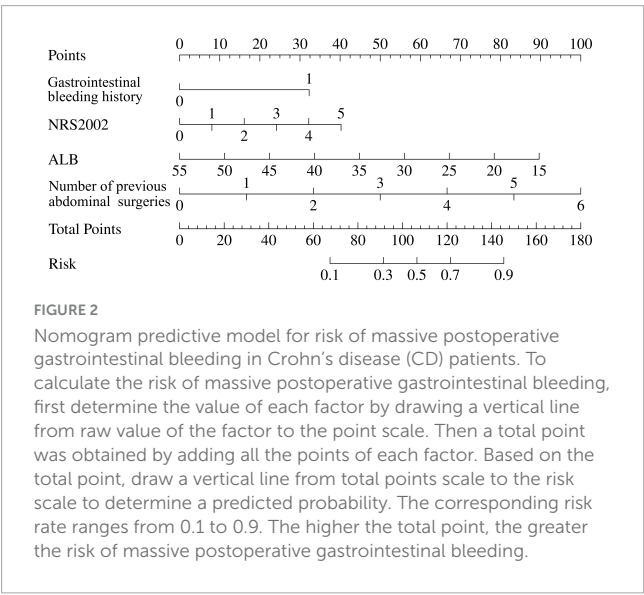 Points 0 10 20 30 40 50 60 70 80 90 100
Gastrointestinal
bleeding history
1
0
NRS2002
1 3 5
0 2 4
ALB
55 50 45 40 35 30 25 20 15
Number of previous
abdominal surgeries
1 3 5
0 2 4 6
Total Points
0 20 40 60 80 100 120 140 160 180
Risk
0.1 0.3 0.5 0.7 0.9
FIGURE 2
Nomogram predictive model for risk of massive postoperative
gastrointestinal bleeding in Crohn's disease (CD) patients. To
calculate the risk of massive postoperative gastrointestinal bleeding,
first determine the value of each factor by drawing a vertical line
from raw value of the factor to the point scale. Then a total point
was obtained by adding all the points of each factor. Based on the
total point, draw a vertical line from total points scale to the risk
scale to determine a predicted probability. The corresponding risk
rate ranges from 0.1 to 0.9. The higher the total point, the greater
the risk of massive postoperative gastrointestinal bleeding.